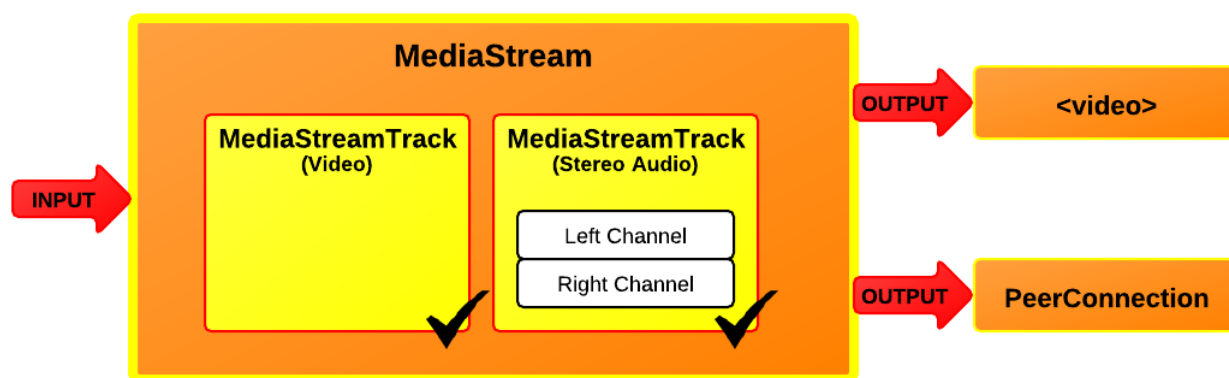 MediaStream
INPUT
MediaStreamTrack
(Video)
MediaStreamTrack
(Stereo Audio)
Left Channel
Right Channel
OUTPUT
<video>
OUTPUT
PeerConnection